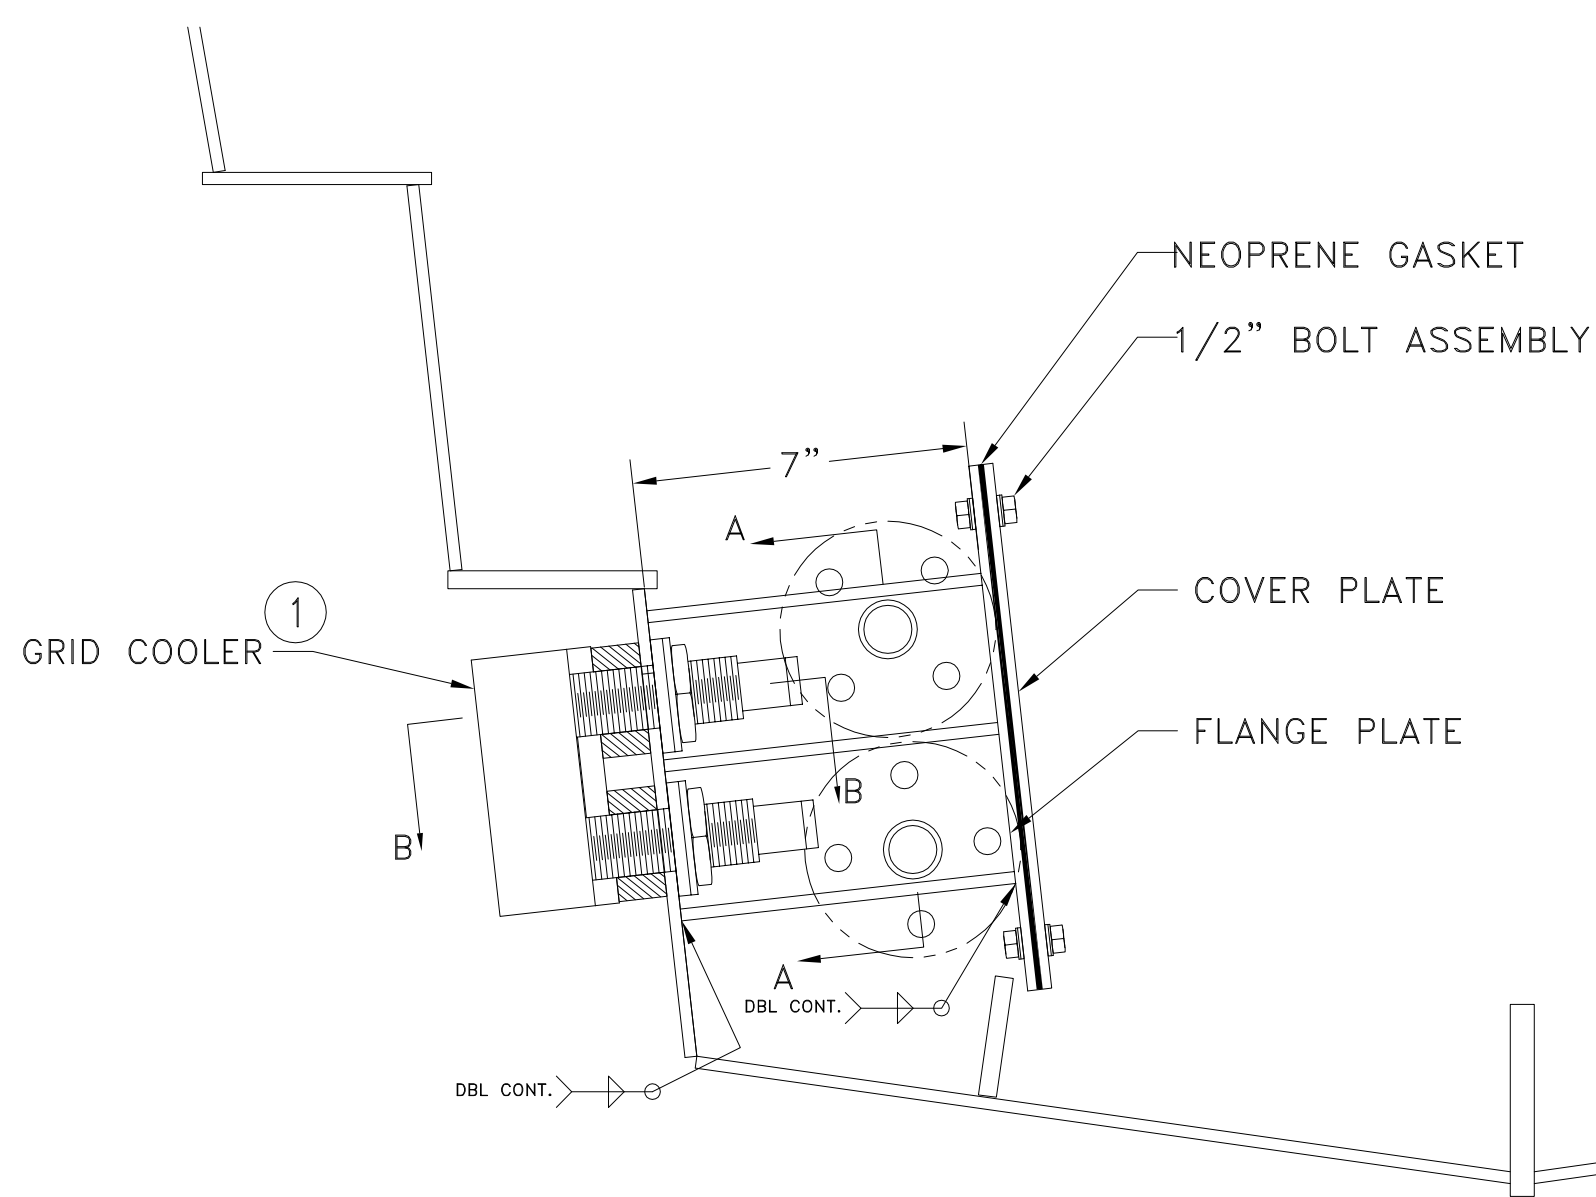 NEOPRENE GASKET
1/2” BOLT ASSEMBLY
7”
A
COVER PLATE
1
GRID COOLER
FLANGE PLATE
B
B
A
DBL CONT.
DBL CONT.